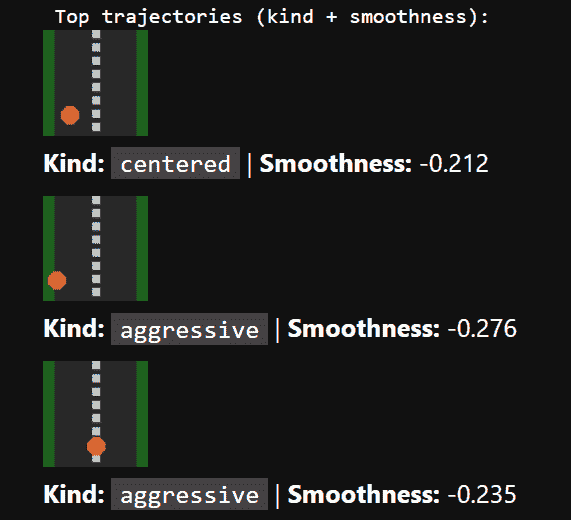 Top trajectories (kind + smoothness):
Kind: centered | Smoothness: -0.212
Kind: aggressive | Smoothness: -0.276
Kind: aggressive | Smoothness: -0.235